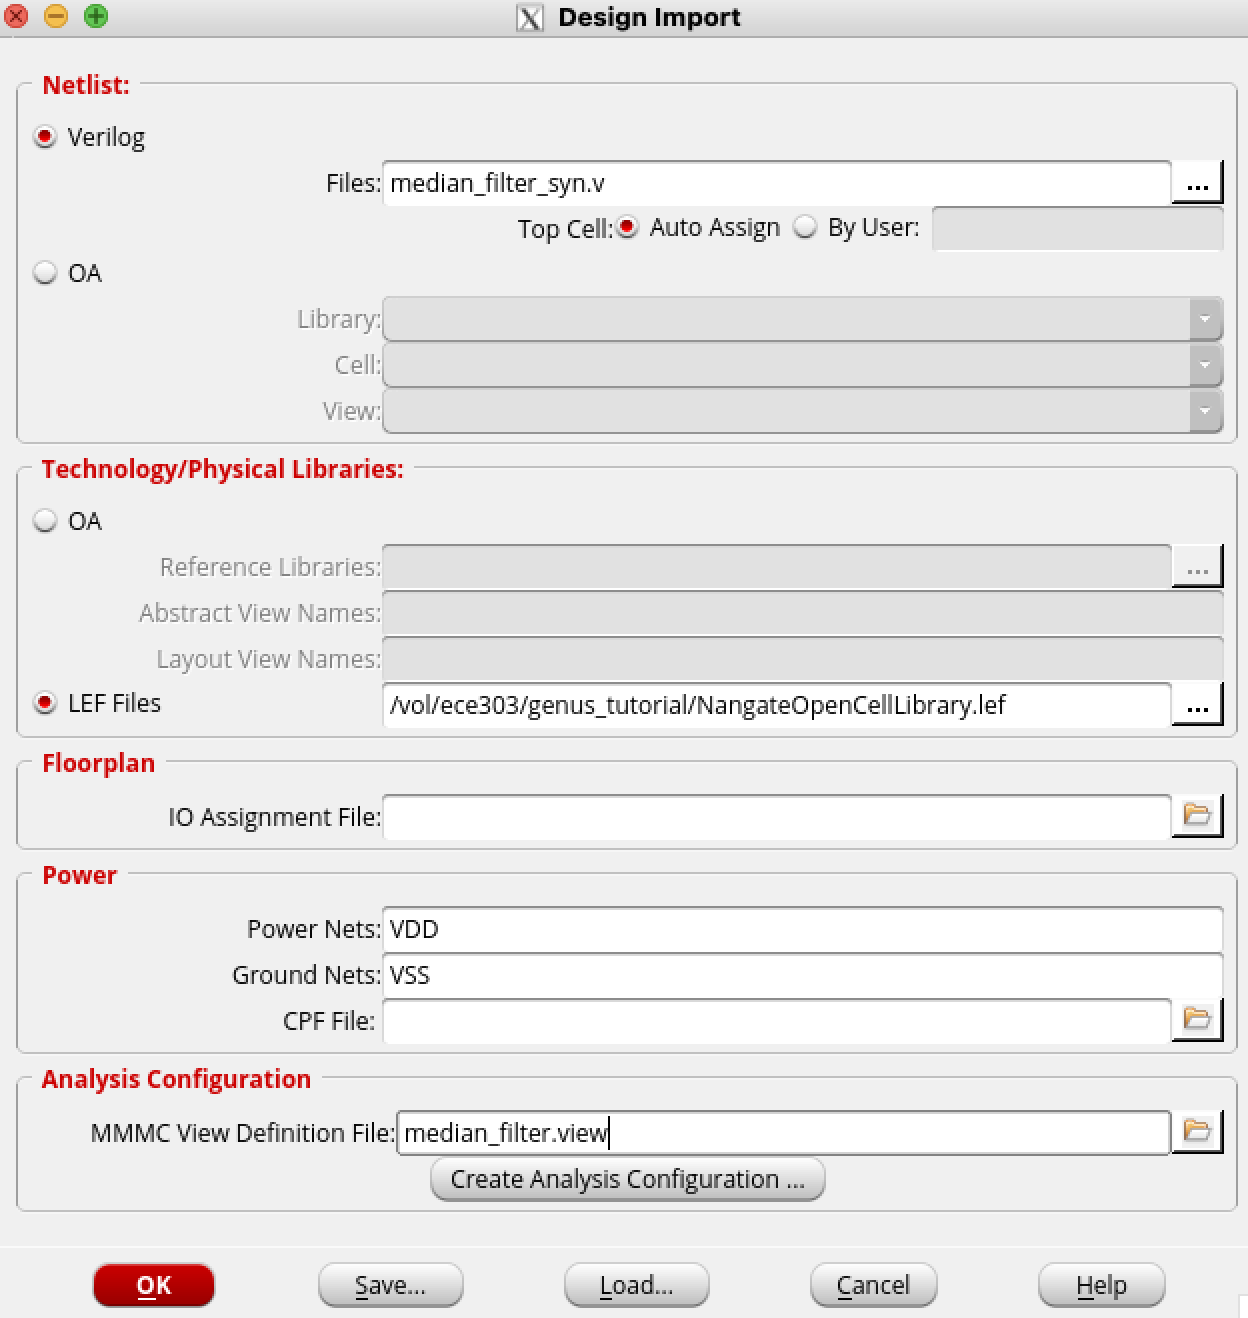 Design Import
Netlist:
Verilog
Files: median_filter_syn.v ...
Top Cell: Auto Assign By User:
OA
Library:
Cell:
View:
Technology/Physical Libraries:
OA
Reference Libraries: ...
Abstract View Names:
Layout View Names:
LEF Files /vol/ece303/genus_tutorial/NangateOpenCellLibrary.lef ...
Floorplan
IO Assignment File:
Power
Power Nets: VDD
Ground Nets: VSS
CPF File:
Analysis Configuration
MMMC View Definition File: median_filter.view
Create Analysis Configuration ...
OK Save... Load... Cancel Help